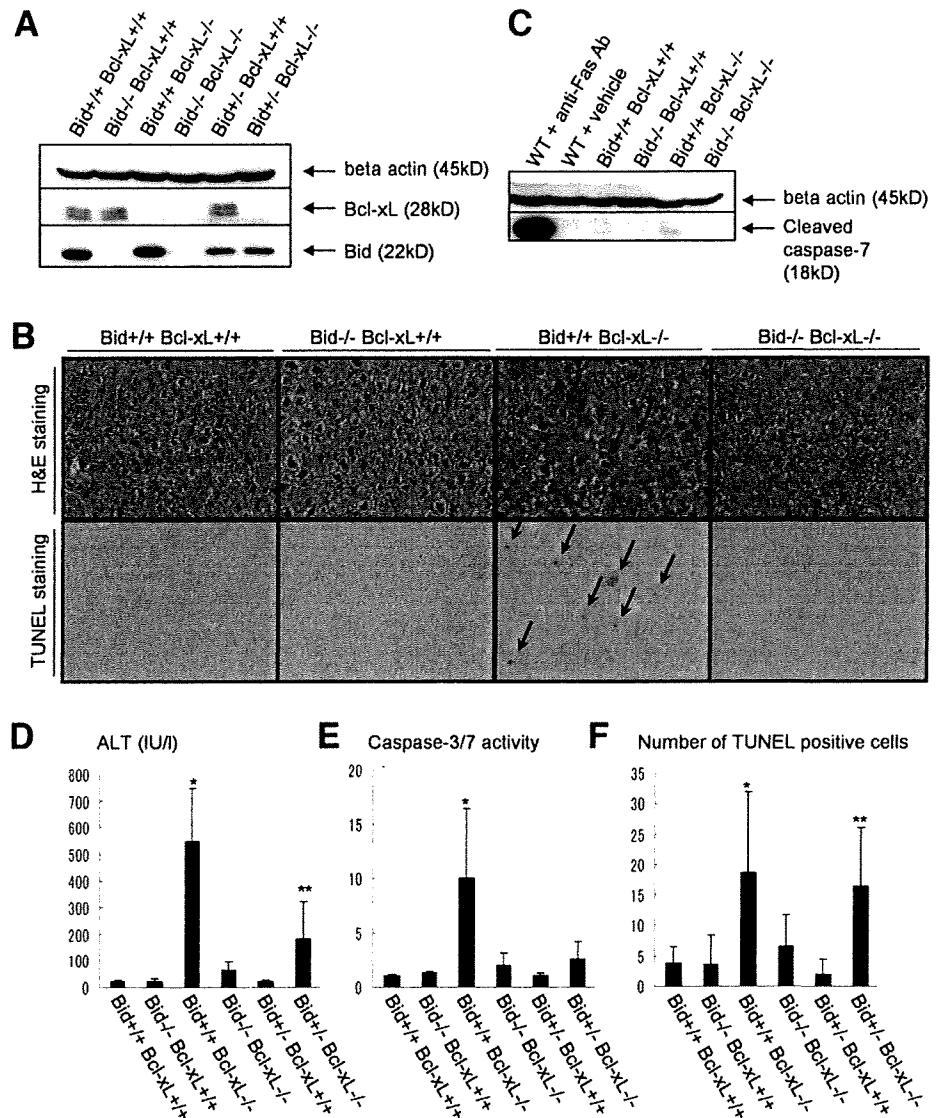 A
Bid+/+ Bcl-xL+/+
Bid-/- Bcl-xL+/+
Bid+/+ Bcl-xL-/-
Bid-/- Bcl-xL-/-
Bid+/- Bcl-xL+/+
Bid+/- Bcl-xL-/-
beta actin (45kD)
Bcl-xL (28kD)
Bid (22kD)
C
WT + anti-Fas Ab
WT + vehicle
Bid+/+ Bcl-xL+/+
Bid-/- Bcl-xL+/+
Bid+/+ Bcl-xL-/-
Bid-/- Bcl-xL-/-
beta actin (45kD)
Cleaved
caspase-7
(18kD)
B
Bid+/+ Bcl-xL+/+
Bid-/- Bcl-xL+/+
Bid+/+ Bcl-xL-/-
Bid-/- Bcl-xL-/-
H&E staining
TUNEL staining
D
ALT (IU/l)
800
700
600
500
400
300
200
100
0
*
**
Bid+/+ Bcl-xL+/+
Bid-/- Bcl-xL+/+
Bid+/+ Bcl-xL-/-
Bid-/- Bcl-xL-/-
Bid+/- Bcl-xL+/+
Bid+/- Bcl-xL-/-
E
Caspase-3/7 activity
20
15
10
5
0
*
Bid+/+ Bcl-xL+/+
Bid-/- Bcl-xL+/+
Bid+/+ Bcl-xL-/-
Bid-/- Bcl-xL-/-
Bid+/- Bcl-xL+/+
Bid+/- Bcl-xL-/-
F
Number of TUNEL positive cells
35
30
25
20
15
10
5
0
*
**
Bid+/+ Bcl-xL+/+
Bid-/- Bcl-xL+/+
Bid+/+ Bcl-xL-/-
Bid-/- Bcl-xL-/-
Bid+/- Bcl-xL+/+
Bid+/- Bcl-xL-/-